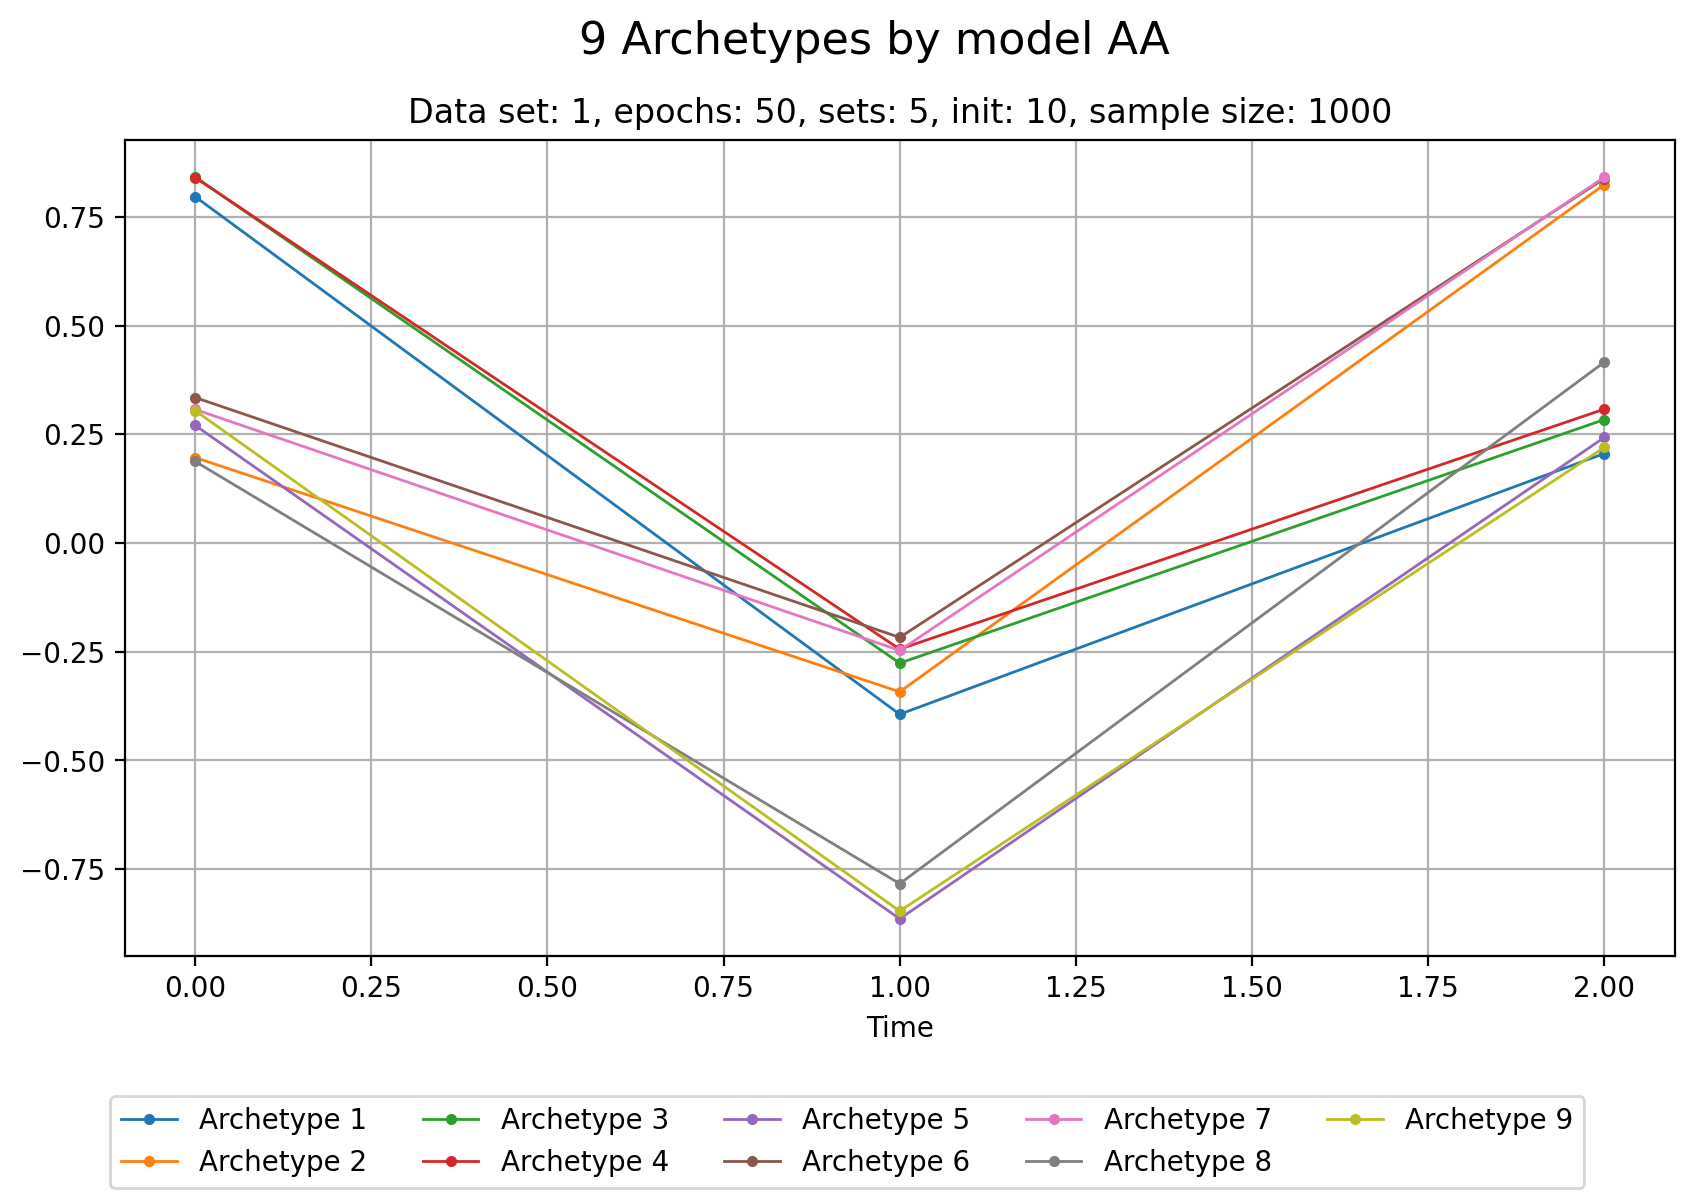 9 Archetypes by model AA
Data set: 1, epochs: 50, sets: 5, init: 10, sample size: 1000
0.75
0.50
0.25
0.00
−0.25
−0.50
−0.75
0.00 0.25 0.50 0.75 1.00 1.25 1.50 1.75 2.00
Time
Archetype 1 Archetype 3 Archetype 5 Archetype 7 Archetype 9
Archetype 2 Archetype 4 Archetype 6 Archetype 8